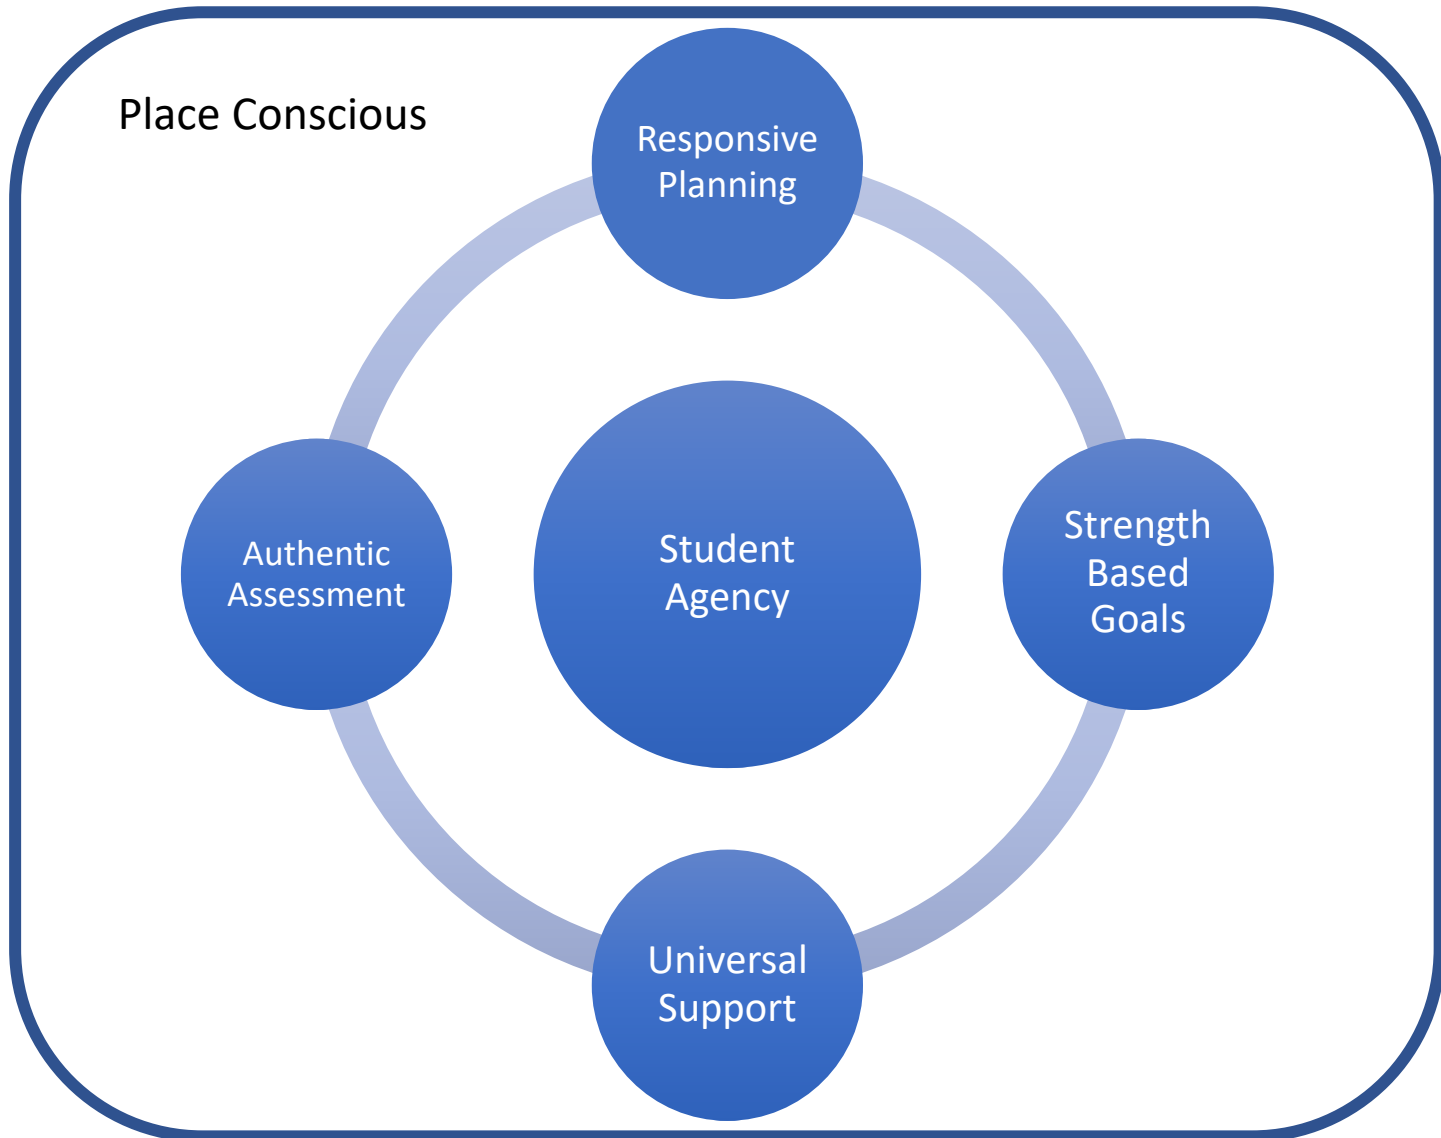 Place Conscious
Responsive
Planning
Authentic
Assessment
Student
Agency
Strength
Based
Goals
Universal
Support